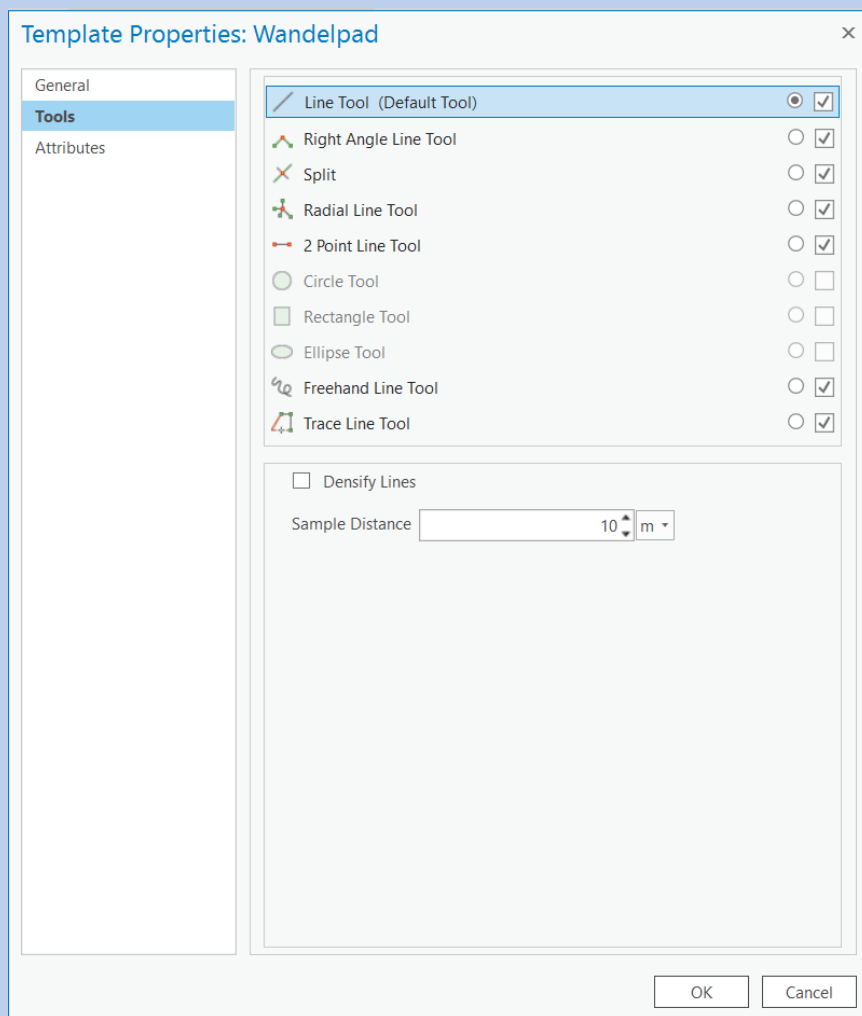 Template Properties: Wandelpad
General
Tools
Attributes
Line Tool (Default Tool)
Right Angle Line Tool
Split
Radial Line Tool
2 Point Line Tool
Circle Tool
Rectangle Tool
Ellipse Tool
Freehand Line Tool
Trace Line Tool
Densify Lines
Sample Distance 10 m
OK Cancel